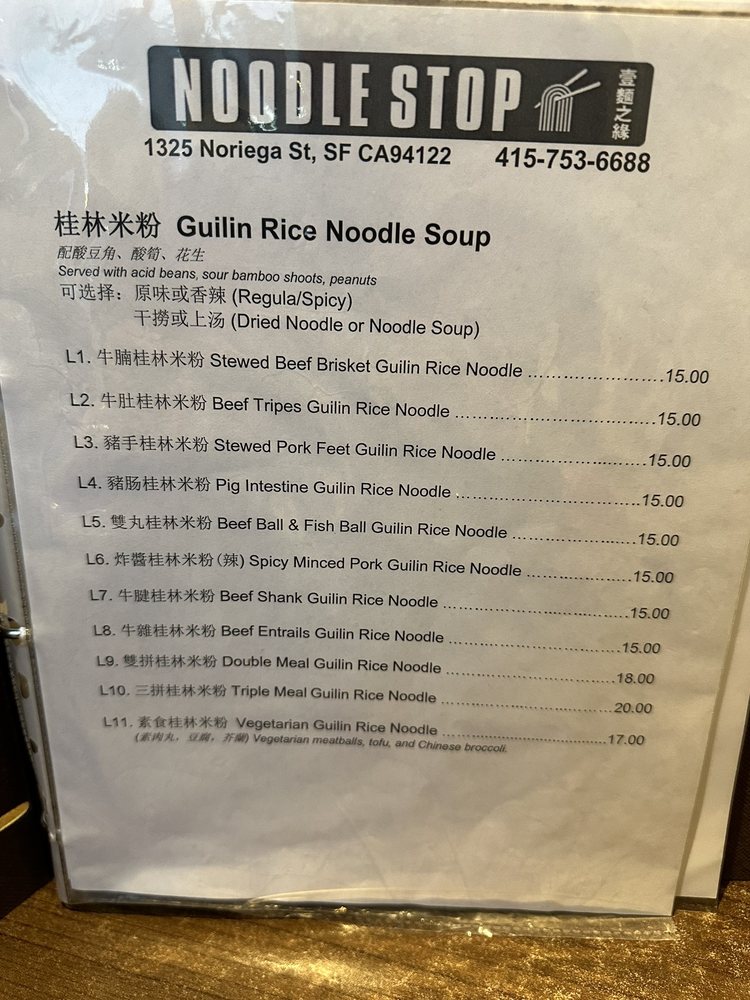 NOODLE STOP 壹麵之緣
1325 Noriega St, SF CA94122 415-753-6688
桂林米粉 Guilin Rice Noodle Soup
配酸豆角、酸筍、花生
Served with acid beans, sour bamboo shoots, peanuts
可选择：原味或香辣 (Regula/Spicy)
干捞或上汤 (Dried Noodle or Noodle Soup)
L1. 牛腩桂林米粉 Stewed Beef Brisket Guilin Rice Noodle ........................15.00
L2. 牛肚桂林米粉 Beef Tripes Guilin Rice Noodle ........................15.00
L3. 豬手桂林米粉 Stewed Pork Feet Guilin Rice Noodle ........................15.00
L4. 豬肠桂林米粉 Pig Intestine Guilin Rice Noodle ........................15.00
L5. 雙丸桂林米粉 Beef Ball & Fish Ball Guilin Rice Noodle ........................15.00
L6. 炸醬桂林米粉(辣) Spicy Minced Pork Guilin Rice Noodle ........................15.00
L7. 牛腱桂林米粉 Beef Shank Guilin Rice Noodle ........................15.00
L8. 牛雜桂林米粉 Beef Entrails Guilin Rice Noodle ........................15.00
L9. 雙拼桂林米粉 Double Meal Guilin Rice Noodle ........................18.00
L10. 三拼桂林米粉 Triple Meal Guilin Rice Noodle ........................20.00
L11. 素食桂林米粉 Vegetarian Guilin Rice Noodle ........................17.00
(素肉丸，豆腐，芥蘭) Vegetarian meatballs, tofu, and Chinese broccoli.